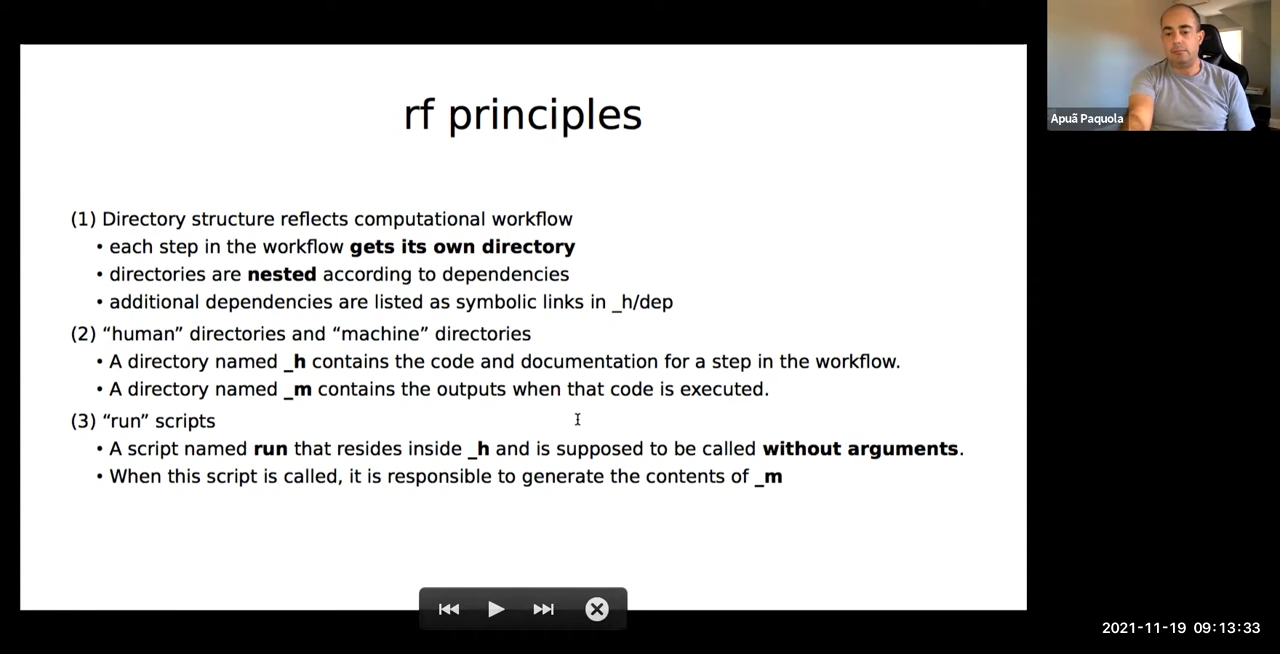 rf principles
(1) Directory structure reflects computational workflow
• each step in the workflow gets its own directory
• directories are nested according to dependencies
• additional dependencies are listed as symbolic links in _h/dep
(2) “human” directories and “machine” directories
• A directory named _h contains the code and documentation for a step in the workflow.
• A directory named _m contains the outputs when that code is executed.
(3) “run” scripts
• A script named run that resides inside _h and is supposed to be called without arguments.
• When this script is called, it is responsible to generate the contents of _m
Apuã Paquola
2021-11-19 09:13:33